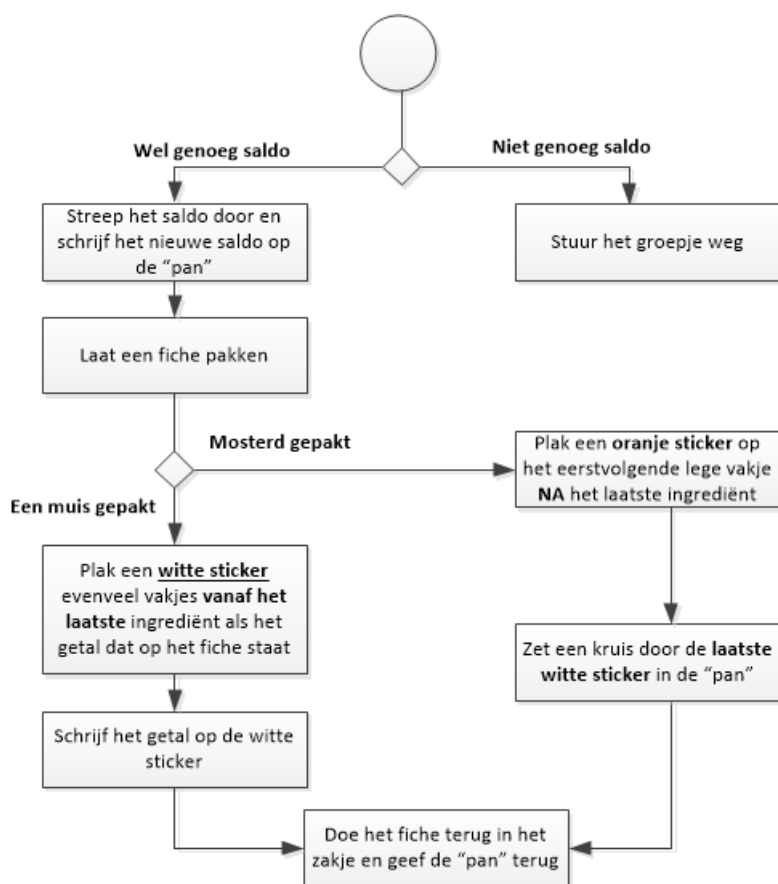 Wel genoeg saldo
Niet genoeg saldo
Streep het saldo door en
schrijf het nieuwe saldo op
de “pan”
Stuur het groepje weg
Laat een fiche pakken
Mosterd gepakt
Een muis gepakt
Plak een oranje sticker op
het eerstvolgende lege vakje
NA het laatste ingrediënt
Plak een witte sticker
evenveel vakjes vanaf het
laatste ingrediënt als het
getal dat op het fiche staat
Zet een kruis door de laatste
witte sticker in de “pan”
Schrijf het getal op de witte
sticker
Doe het fiche terug in het
zakje en geef de “pan” terug